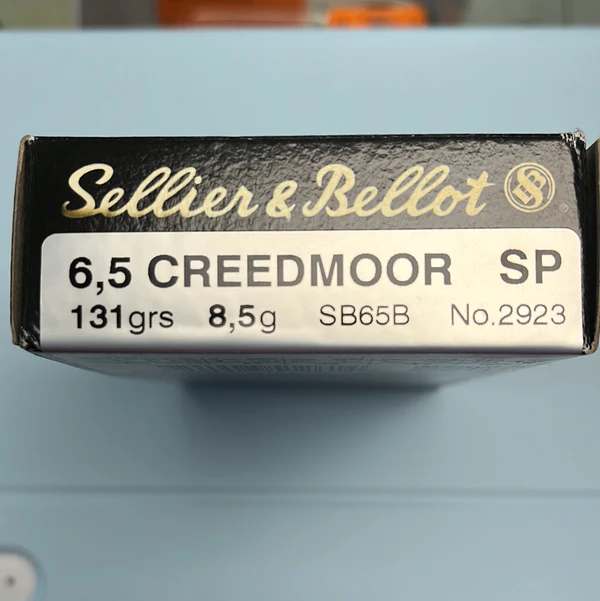 Sellier & Bellot S&B
6,5 CREEDMOOR SP
131grs 8,5g SB65B No.2923